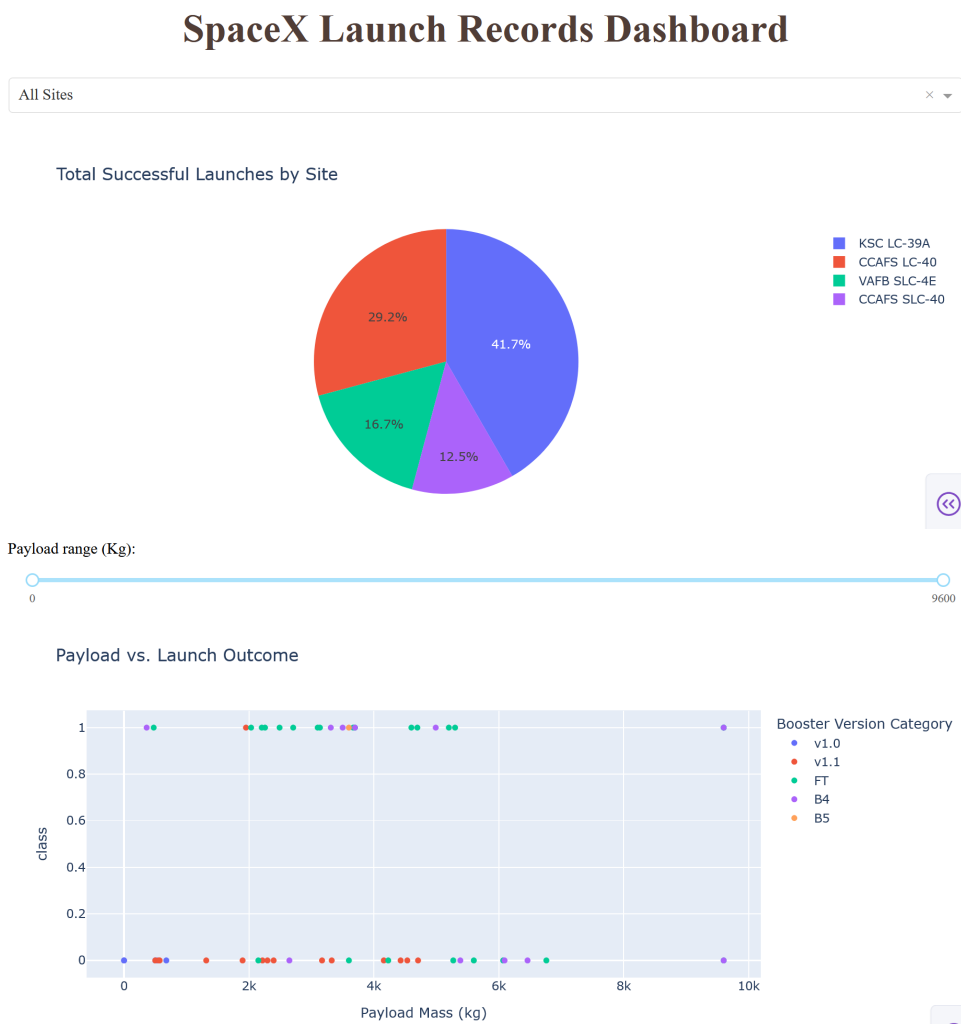 SpaceX Launch Records Dashboard
All Sites
Total Successful Launches by Site
KSC LC-39A
CCAFS LC-40
VAFB SLC-4E
CCAFS SLC-40
29.2%
41.7%
16.7%
12.5%
Payload range (Kg):
0
9600
Payload vs. Launch Outcome
Booster Version Category
v1.0
v1.1
FT
B4
B5
class
1
0.8
0.6
0.4
0.2
0
0
2k
4k
6k
8k
10k
Payload Mass (kg)